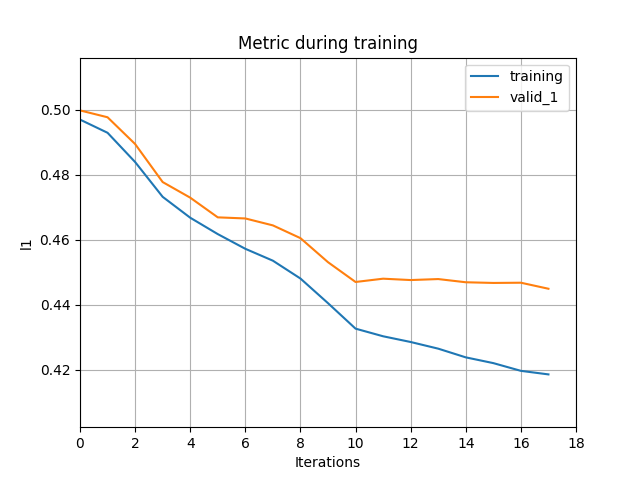 Metric during training
training
valid_1
0.50
0.48
0.46
0.44
0.42
l1
0 2 4 6 8 10 12 14 16 18
Iterations